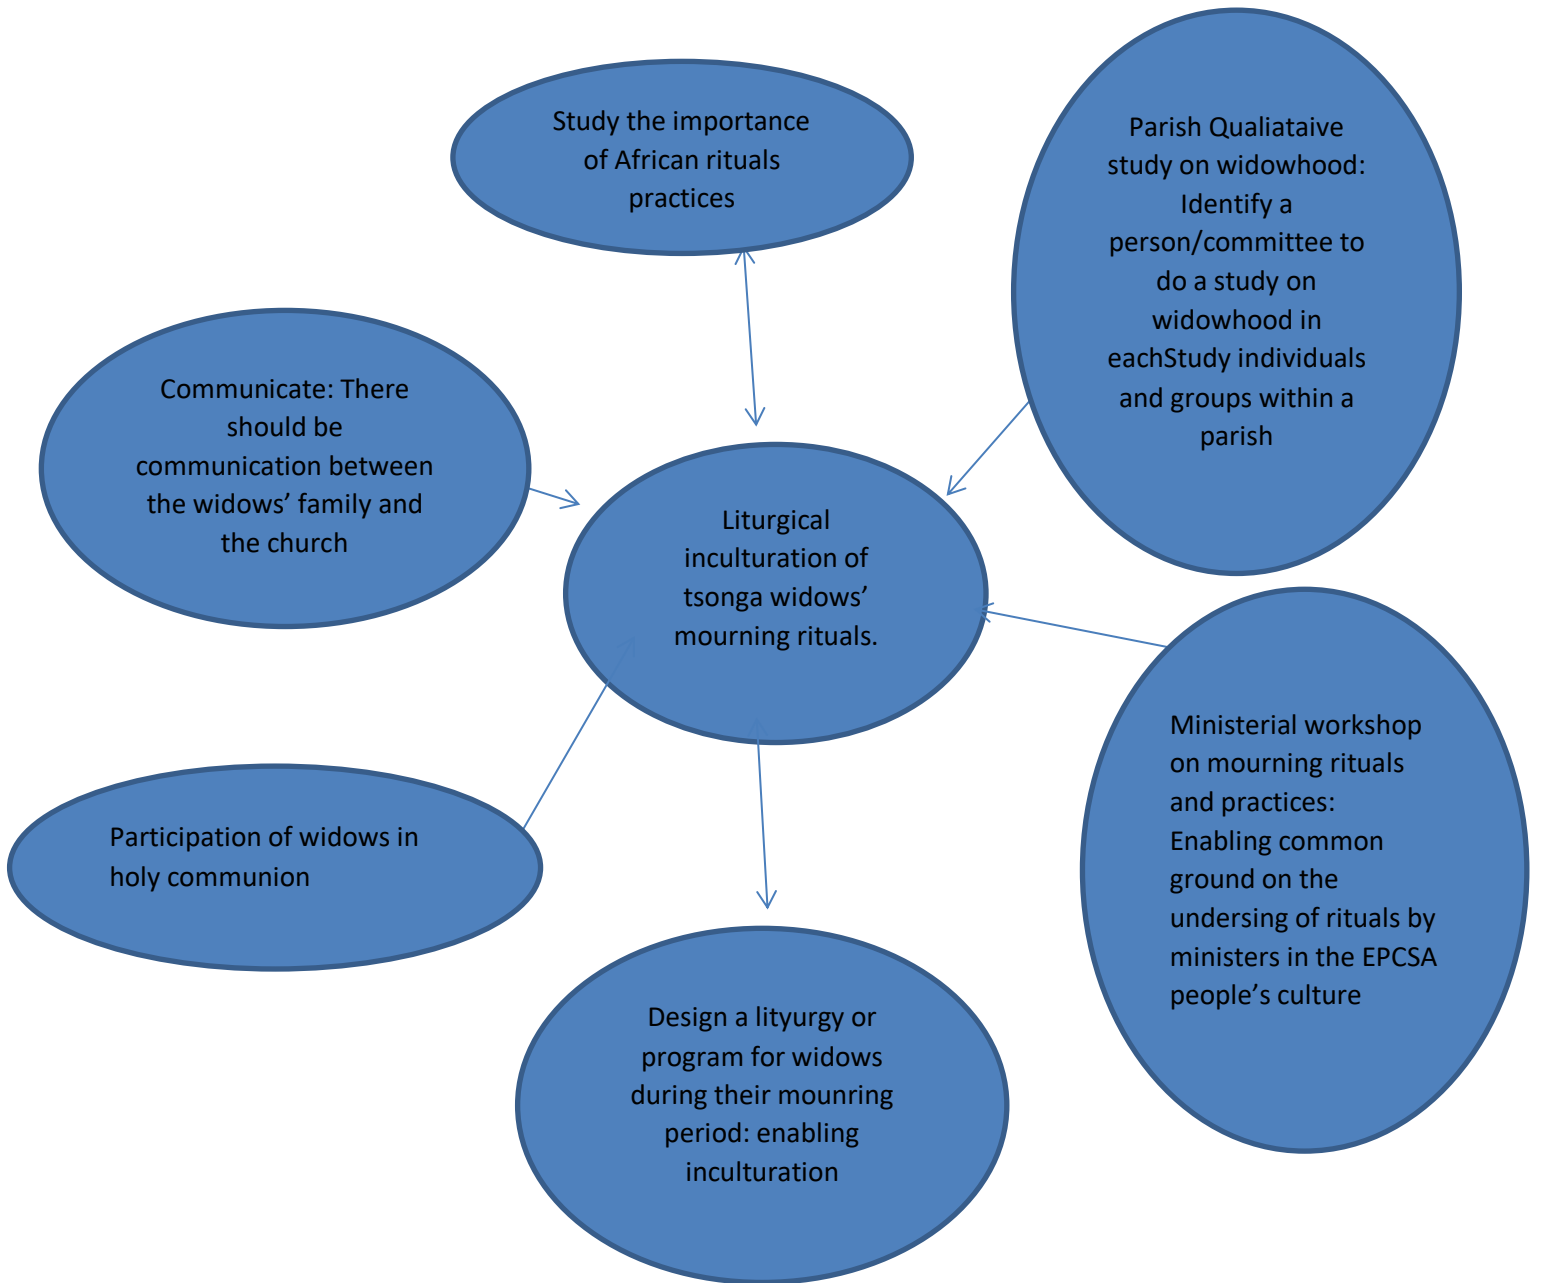 Study the importance
of African rituals
practices
Parish Qualiataive
study on widowhood:
Identify a
person/committee to
do a study on
widowhood in
eachStudy individuals
and groups within a
parish
Communicate: There
should be
communication between
the widows’ family and
the church
Liturgical
inculturation of
tsonga widows’
mourning rituals.
Ministerial workshop
on mourning rituals
and practices:
Enabling common
ground on the
undersing of rituals by
ministers in the EPCSA
people’s culture
Participation of widows in
holy communion
Design a lityurgy or
program for widows
during their mounring
period: enabling
inculturation